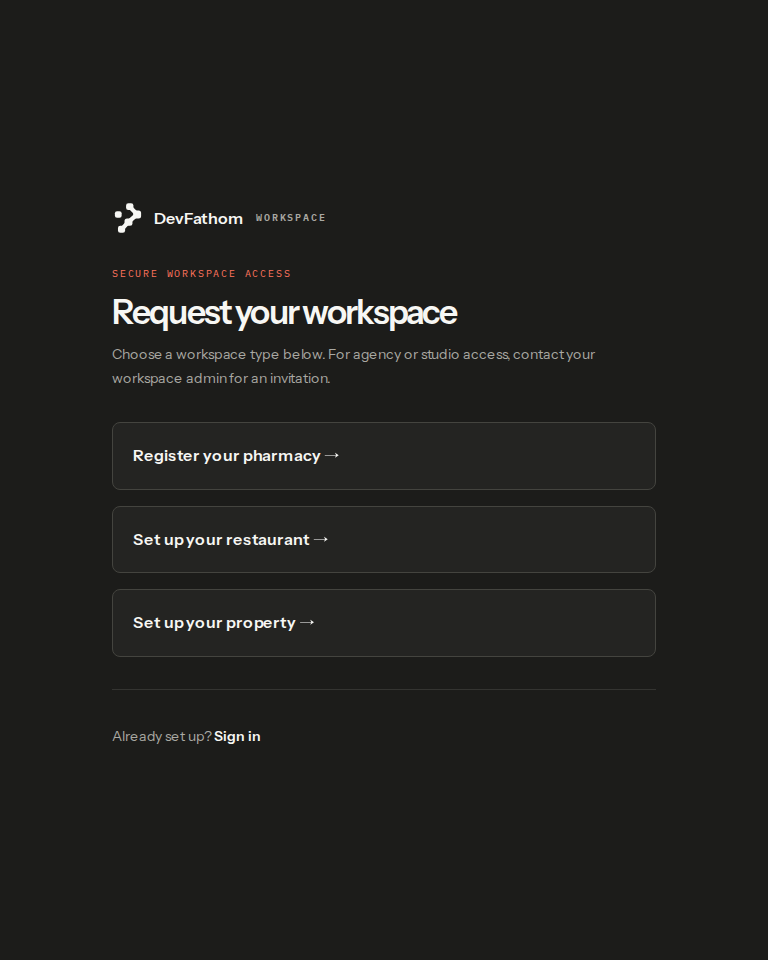 DevFathom WORKSPACE
SECURE WORKSPACE ACCESS
Request your workspace
Choose a workspace type below. For agency or studio access, contact your
workspace admin for an invitation.
Register your pharmacy →
Set up your restaurant →
Set up your property →
Already set up? Sign in